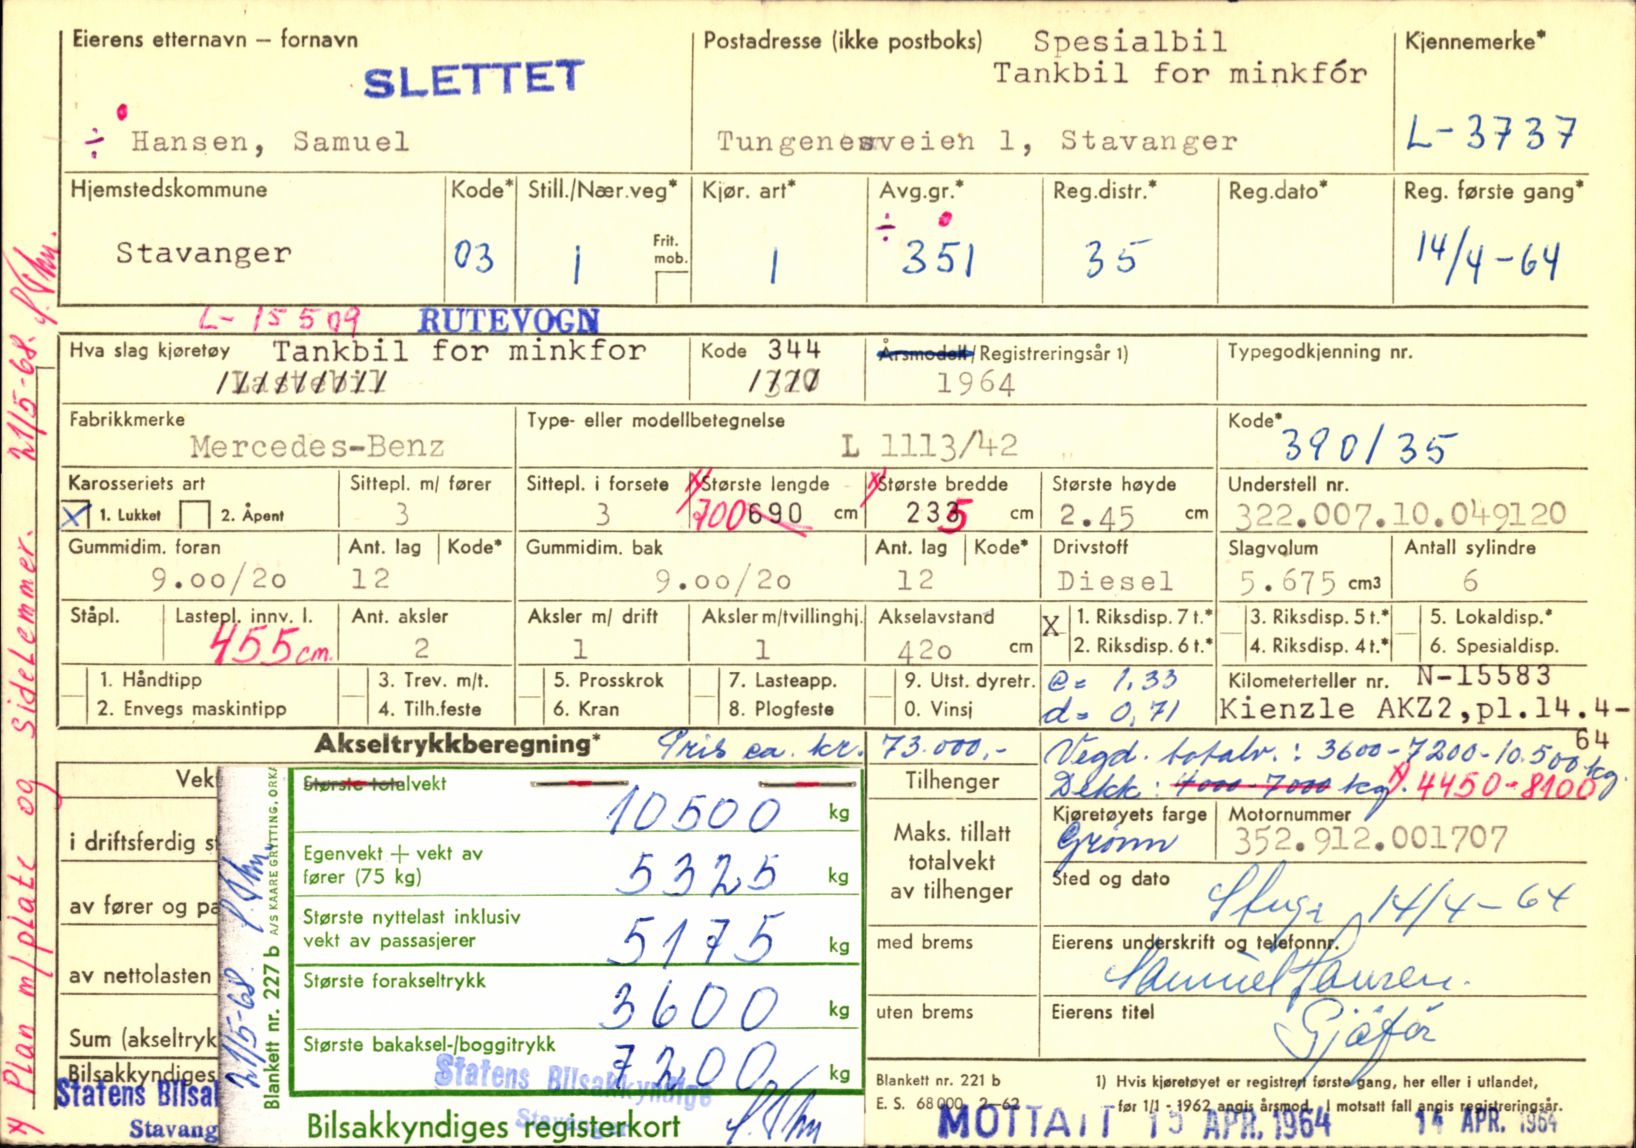 Eierens etternavn – fornavn
SLETTET
÷ Hansen, Samuel
Postadresse (ikke postboks)
Spesialbil
Tankbil for minkfór
Tungenesveien 1, Stavanger
Kjennemerke*
L-3737
Hjemstedskommune
Stavanger
Kode*
03
Still./Nær.veg*
1
Frit. mob.
Kjør. art*
1
Avg.gr.*
÷ 351
Reg.distr.*
35
Reg.dato*
Reg. første gang*
14/4-64
L-15509 RUTEVOGN
Hva slag kjøretøy Tankbil for minkfor
Lastebil
Kode 344
Årsmodell/Registreringsår 1)
1964
Typegodkjenning nr.
Fabrikkmerke
Mercedes-Benz
Type- eller modellbetegnelse
L 1113/42
Kode*
390/35
Karosseriets art
X 1. Lukket 2. Åpent
Sittepl. m/ fører
3
Sittepl. i forsete
3
Største lengde
700 690 cm
Største bredde
235 cm
Største høyde
2.45 cm
Understell nr.
322.007.10.049120
Gummidim. foran
9.00/20
Ant. lag
12
Kode*
Gummidim. bak
9.00/20
Ant. lag
12
Kode*
Drivstoff
Diesel
Slagvolum
5.675 cm3
Antall sylindre
6
Ståpl.
Lastepl. innv. l.
455 cm.
Ant. aksler
2
Aksler m/ drift
1
Aksler m/tvillinghj.
1
Akselavstand
420 cm
X 1. Riksdisp. 7 t.*
2. Riksdisp. 6 t.*
3. Riksdisp. 5 t.*
4. Riksdisp. 4 t.*
5. Lokaldisp.*
6. Spesialdisp.
1. Håndtipp
2. Envegs maskintipp
3. Trev. m/t.
4. Tilh.feste
5. Prosskrok
6. Kran
7. Lasteapp.
8. Plogfeste
9. Utst. dyretr.
0. Vinsj
@= 1.33
d= 0,71
Kilometerteller nr. N-15583
Kienzle AKZ2,pl.14.4-
64
Akseltrykkberegning* Pris ca. kr. 73.000,-
Vegd. totalv.: 3600-7200-10.500 kg.
Dekk: 4000-7000 kg. x) 4450-8100
Vek
i driftsferdig s
av fører og pa
av nettolasten
Sum (akseltryk
Bilsakkyndiges
Statens Bilsal
Stavang
21/5-68
Blankett nr. 227 b A/S KAARE GRYTTING, ORKA
Største totalvekt
10500 kg
Egenvekt + vekt av
fører (75 kg)
5325 kg
Største nyttelast inklusiv
vekt av passasjerer
5175 kg
Største forakseltrykk
3600 kg
Største bakaksel-/boggitrykk
7200 kg
Statens Bilsakkyndige
Stavanger
Bilsakkyndiges registerkort
Tilhenger
Maks. tillatt
totalvekt
av tilhenger
med brems
uten brems
Kjøretøyets farge
Grønn
Motornummer
352.912.001707
Sted og dato
14/4-64
Eierens underskrift og telefonnr.
Samuel Hansen.
Eierens titel
Sjåfør
Blankett nr. 221 b
E. S. 68 000. 2–62
1) Hvis kjøretøyet er registrert første gang, her eller i utlandet,
før 1/1 - 1962 angis årsmod. I motsatt fall angis registreringsår.
MOTTATT 15 APR. 1964
14 APR. 1964
x) Plan m/plate og sidelemmer. 21/5-68.